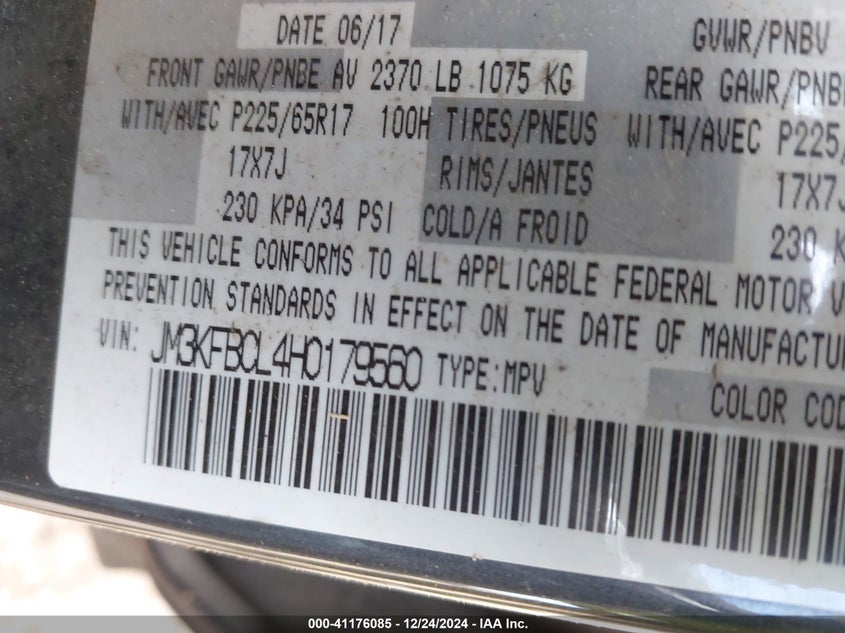 DATE 06/17 GVWR/PNBV
FRONT GAWR/PNBE AV 2370 LB 1075 KG REAR GAWR/PNBE
WITH/AVEC P225/65R17 100H TIRES/PNEUS WITH/AVEC P225/
17X7J RIMS/JANTES 17X7J
230 KPA/34 PSI COLD/A FROID 230 K
THIS VEHICLE CONFORMS TO ALL APPLICABLE FEDERAL MOTOR V
PREVENTION STANDARDS IN EFFECT ON THE DATE OF MANUFACTUR
VIN: JM3KFBCL4H0179560 TYPE:MPV
COLOR COD
000-41176085 - 12/24/2024 - IAAI.com